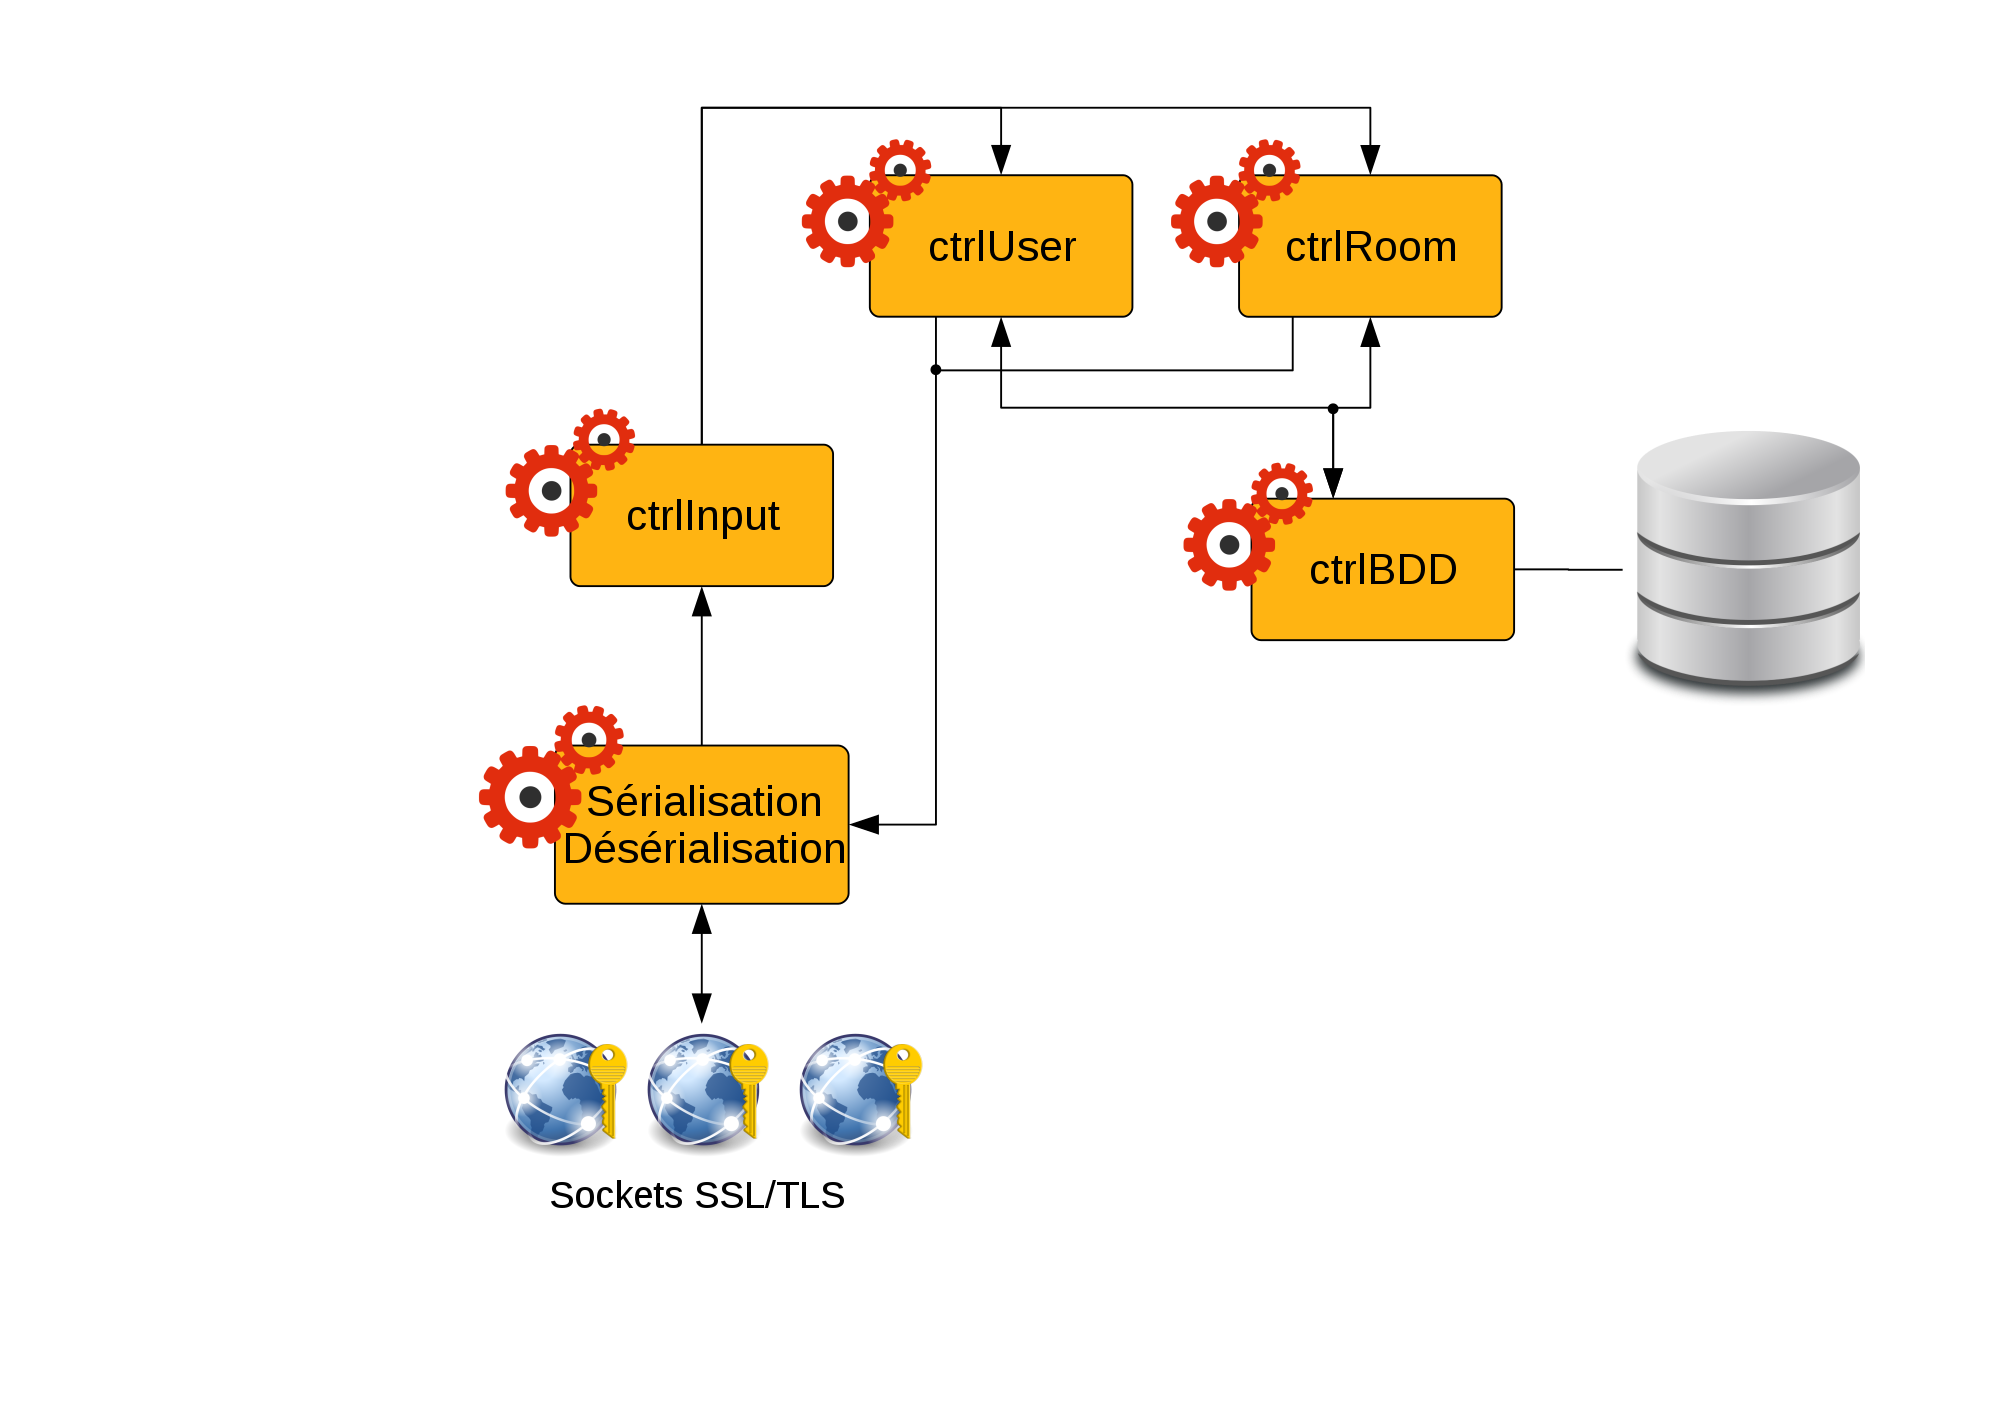 ctrlUser
ctrlRoom
ctrlInput
ctrlBDD
Sérialisation
Désérialisation
Sockets SSL/TLS